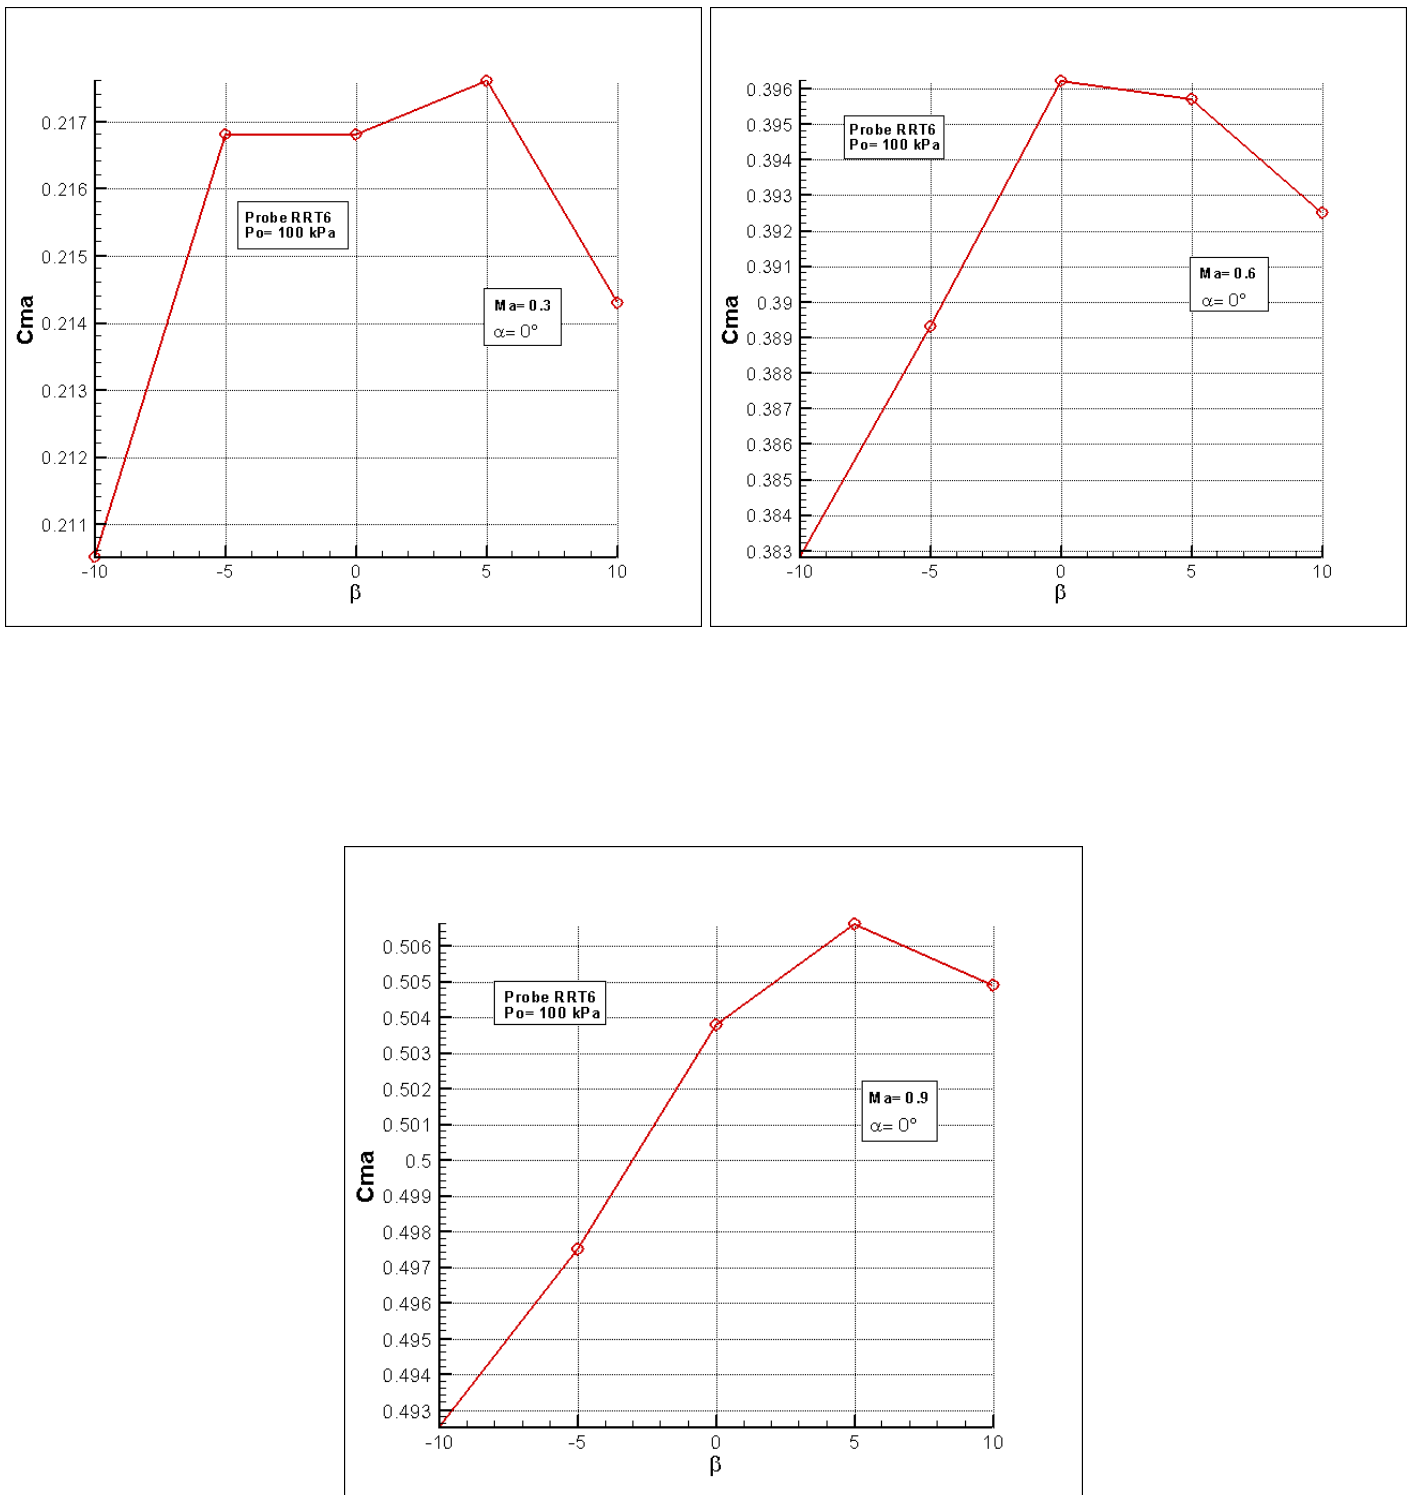 0.217
0.216
0.215
0.214
0.213
0.212
0.211
Cma
Probe RRT6
Po= 100 kPa
Ma= 0.3
α= 0°
-10 -5 0 5 10
β
0.396
0.395
0.394
0.393
0.392
0.391
0.39
0.389
0.388
0.387
0.386
0.385
0.384
0.383
Cma
Probe RRT6
Po= 100 kPa
Ma= 0.6
α= 0°
-10 -5 0 5 10
β
0.506
0.505
0.504
0.503
0.502
0.501
0.5
0.499
0.498
0.497
0.496
0.495
0.494
0.493
Cma
Probe RRT6
Po= 100 kPa
Ma= 0.9
α= 0°
-10 -5 0 5 10
β